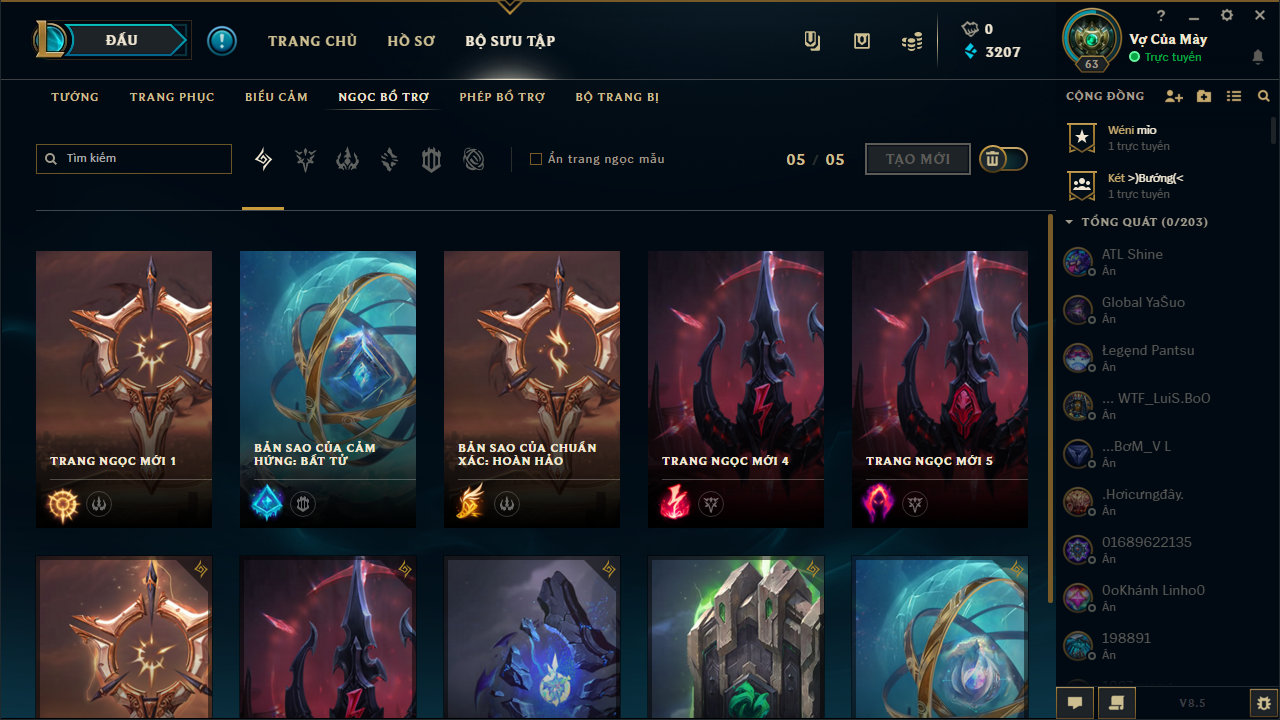 ĐẤU
TRANG CHỦ
HỒ SƠ
BỘ SƯU TẬP
0
3207
63
Vợ Của Mày
Trực tuyến
TƯỚNG
TRANG PHỤC
BIỂU CẢM
NGỌC BỔ TRỢ
PHÉP BỔ TRỢ
BỘ TRANG BỊ
CỘNG ĐỒNG
Tìm kiếm
Ẩn trang ngọc mẫu
05 / 05
TẠO MỚI
Wéni mỉo
1 trực tuyến
Két >)Bướng(<
1 trực tuyến
TỔNG QUÁT (0/203)
ATL Shine
Ẩn
Global YaŠuo
Ẩn
Łegęnd Pantsu
Ẩn
... WTF_LuiS.BoO
Ẩn
...BơM_V L
Ẩn
.Hơicưngđây.
Ẩn
01689622135
Ẩn
0oKhánh Linho0
Ẩn
198891
Ẩn
TRANG NGỌC MỚI 1
BẢN SAO CỦA CẢM
HỨNG: BẤT TỬ
BẢN SAO CỦA CHUẨN
XÁC: HOÀN HẢO
TRANG NGỌC MỚI 4
TRANG NGỌC MỚI 5
V8.5